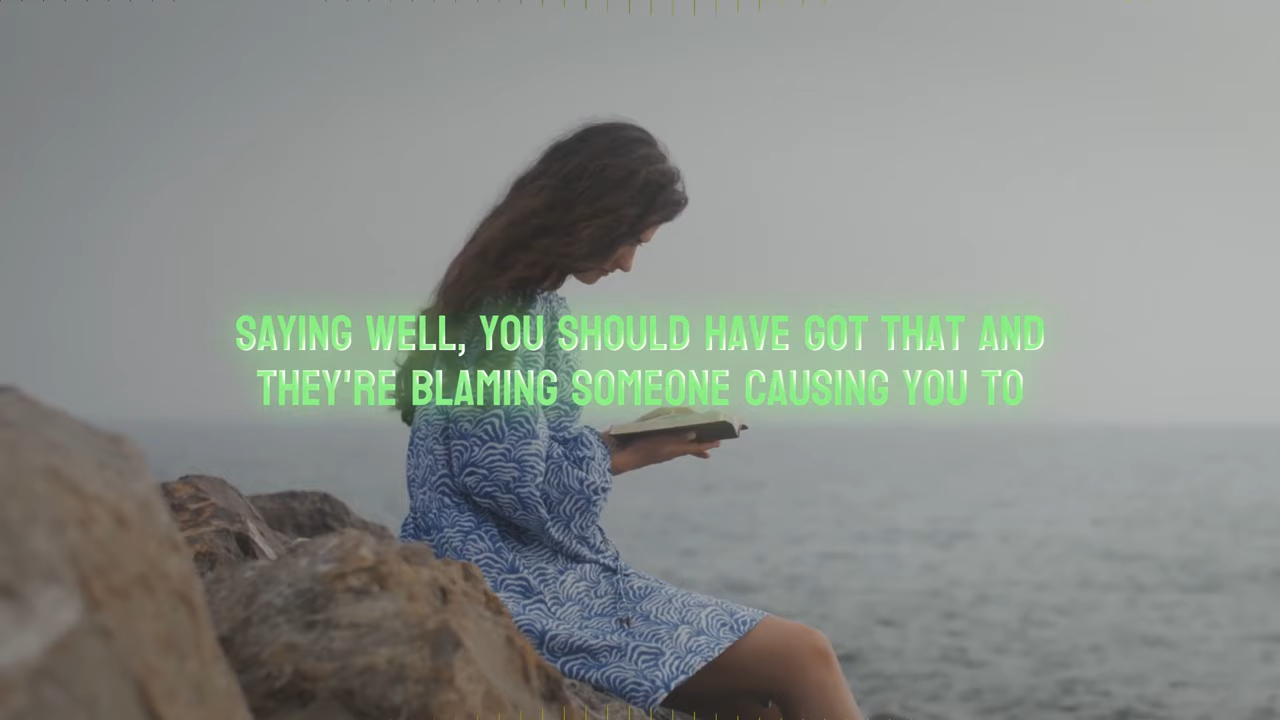 SAYING WELL, YOU SHOULD HAVE GOT THAT AND
THEY'RE BLAMING SOMEONE CAUSING YOU TO